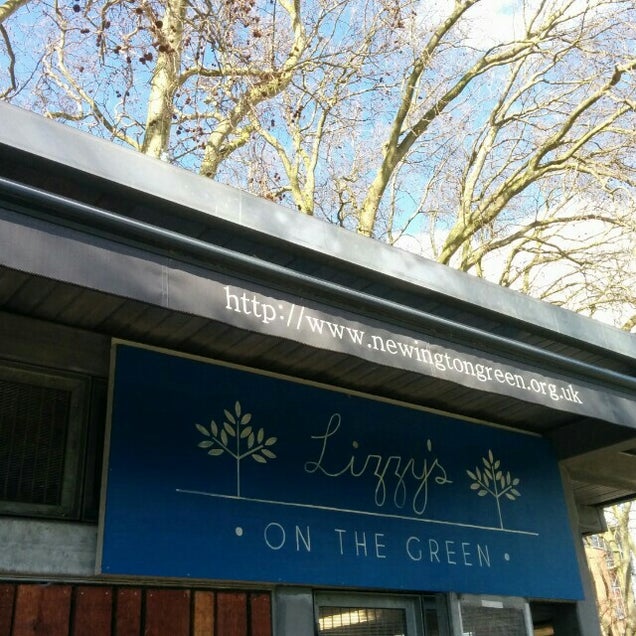 http://www.newingtongreen.org.uk
Lizzy's
• ON THE GREEN •